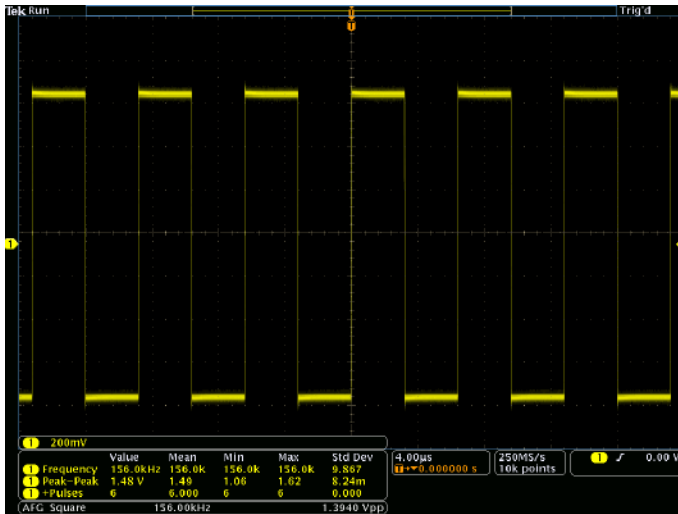 Tek Run Trig'd
T
T
1
1 200mV
Value Mean Min Max Std Dev
1 Frequency 156.0kHz 156.0k 156.0k 156.0k 9.867
1 Peak-Peak 1.48 V 1.49 1.06 1.62 8.24m
1 +Pulses 6 6.000 6 6 0.000
4.00µs
T→▼0.000000 s
250MS/s
10k points
1 0.00 V
AFG Square 156.00kHz 1.3940 Vpp